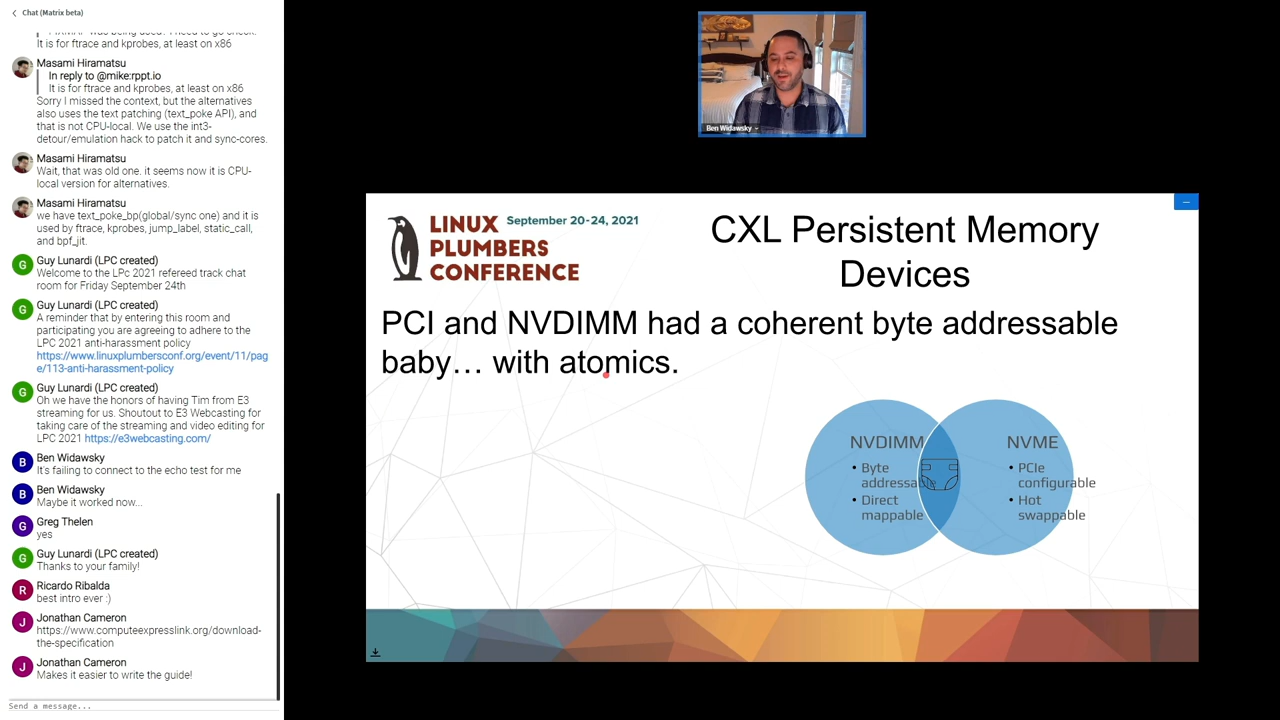 Chat (Matrix beta)
It is for ftrace and kprobes, at least on x86
Masami Hiramatsu
In reply to @mike:rppt.io
It is for ftrace and kprobes, at least on x86
Sorry I missed the context, but the alternatives
also uses the text patching (text_poke API), and
that is not CPU-local. We use the int3-
detour/emulation hack to patch it and sync-cores.
Masami Hiramatsu
Wait, that was old one. it seems now it is CPU-
local version for alternatives.
Masami Hiramatsu
we have text_poke_bp(global/sync one) and it is
used by ftrace, kprobes, jump_label, static_call,
and bpf_jit.
G
Guy Lunardi (LPC created)
Welcome to the LPc 2021 refereed track chat
room for Friday September 24th
G
Guy Lunardi (LPC created)
A reminder that by entering this room and
participating you are agreeing to adhere to the
LPC 2021 anti-harassment policy
https://www.linuxplumbersconf.org/event/11/pag
e/113-anti-harassment-policy
G
Guy Lunardi (LPC created)
Oh we have the honors of having Tim from E3
streaming for us. Shoutout to E3 Webcasting for
taking care of the streaming and video editing for
LPC 2021 https://e3webcasting.com/
B
Ben Widawsky
It's failing to connect to the echo test for me
B
Ben Widawsky
Maybe it worked now...
G
Greg Thelen
yes
G
Guy Lunardi (LPC created)
Thanks to your family!
R
Ricardo Ribalda
best intro ever :)
J
Jonathan Cameron
https://www.computeexpresslink.org/download-
the-specification
J
Jonathan Cameron
Makes it easier to write the guide!
Send a message...
Ben Widawsky
LINUX
PLUMBERS
CONFERENCE
September 20-24, 2021
CXL Persistent Memory
Devices
PCI and NVDIMM had a coherent byte addressable
baby… with atomics.
NVDIMM
• Byte
addressable
• Direct
mappable
NVME
• PCIe
configurable
• Hot
swappable